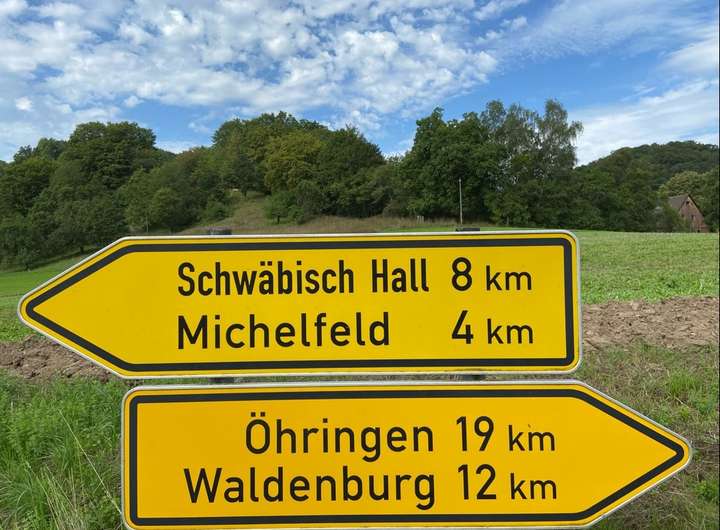 Schwäbisch Hall 8 km
Michelfeld 4 km
Öhringen 19 km
Waldenburg 12 km